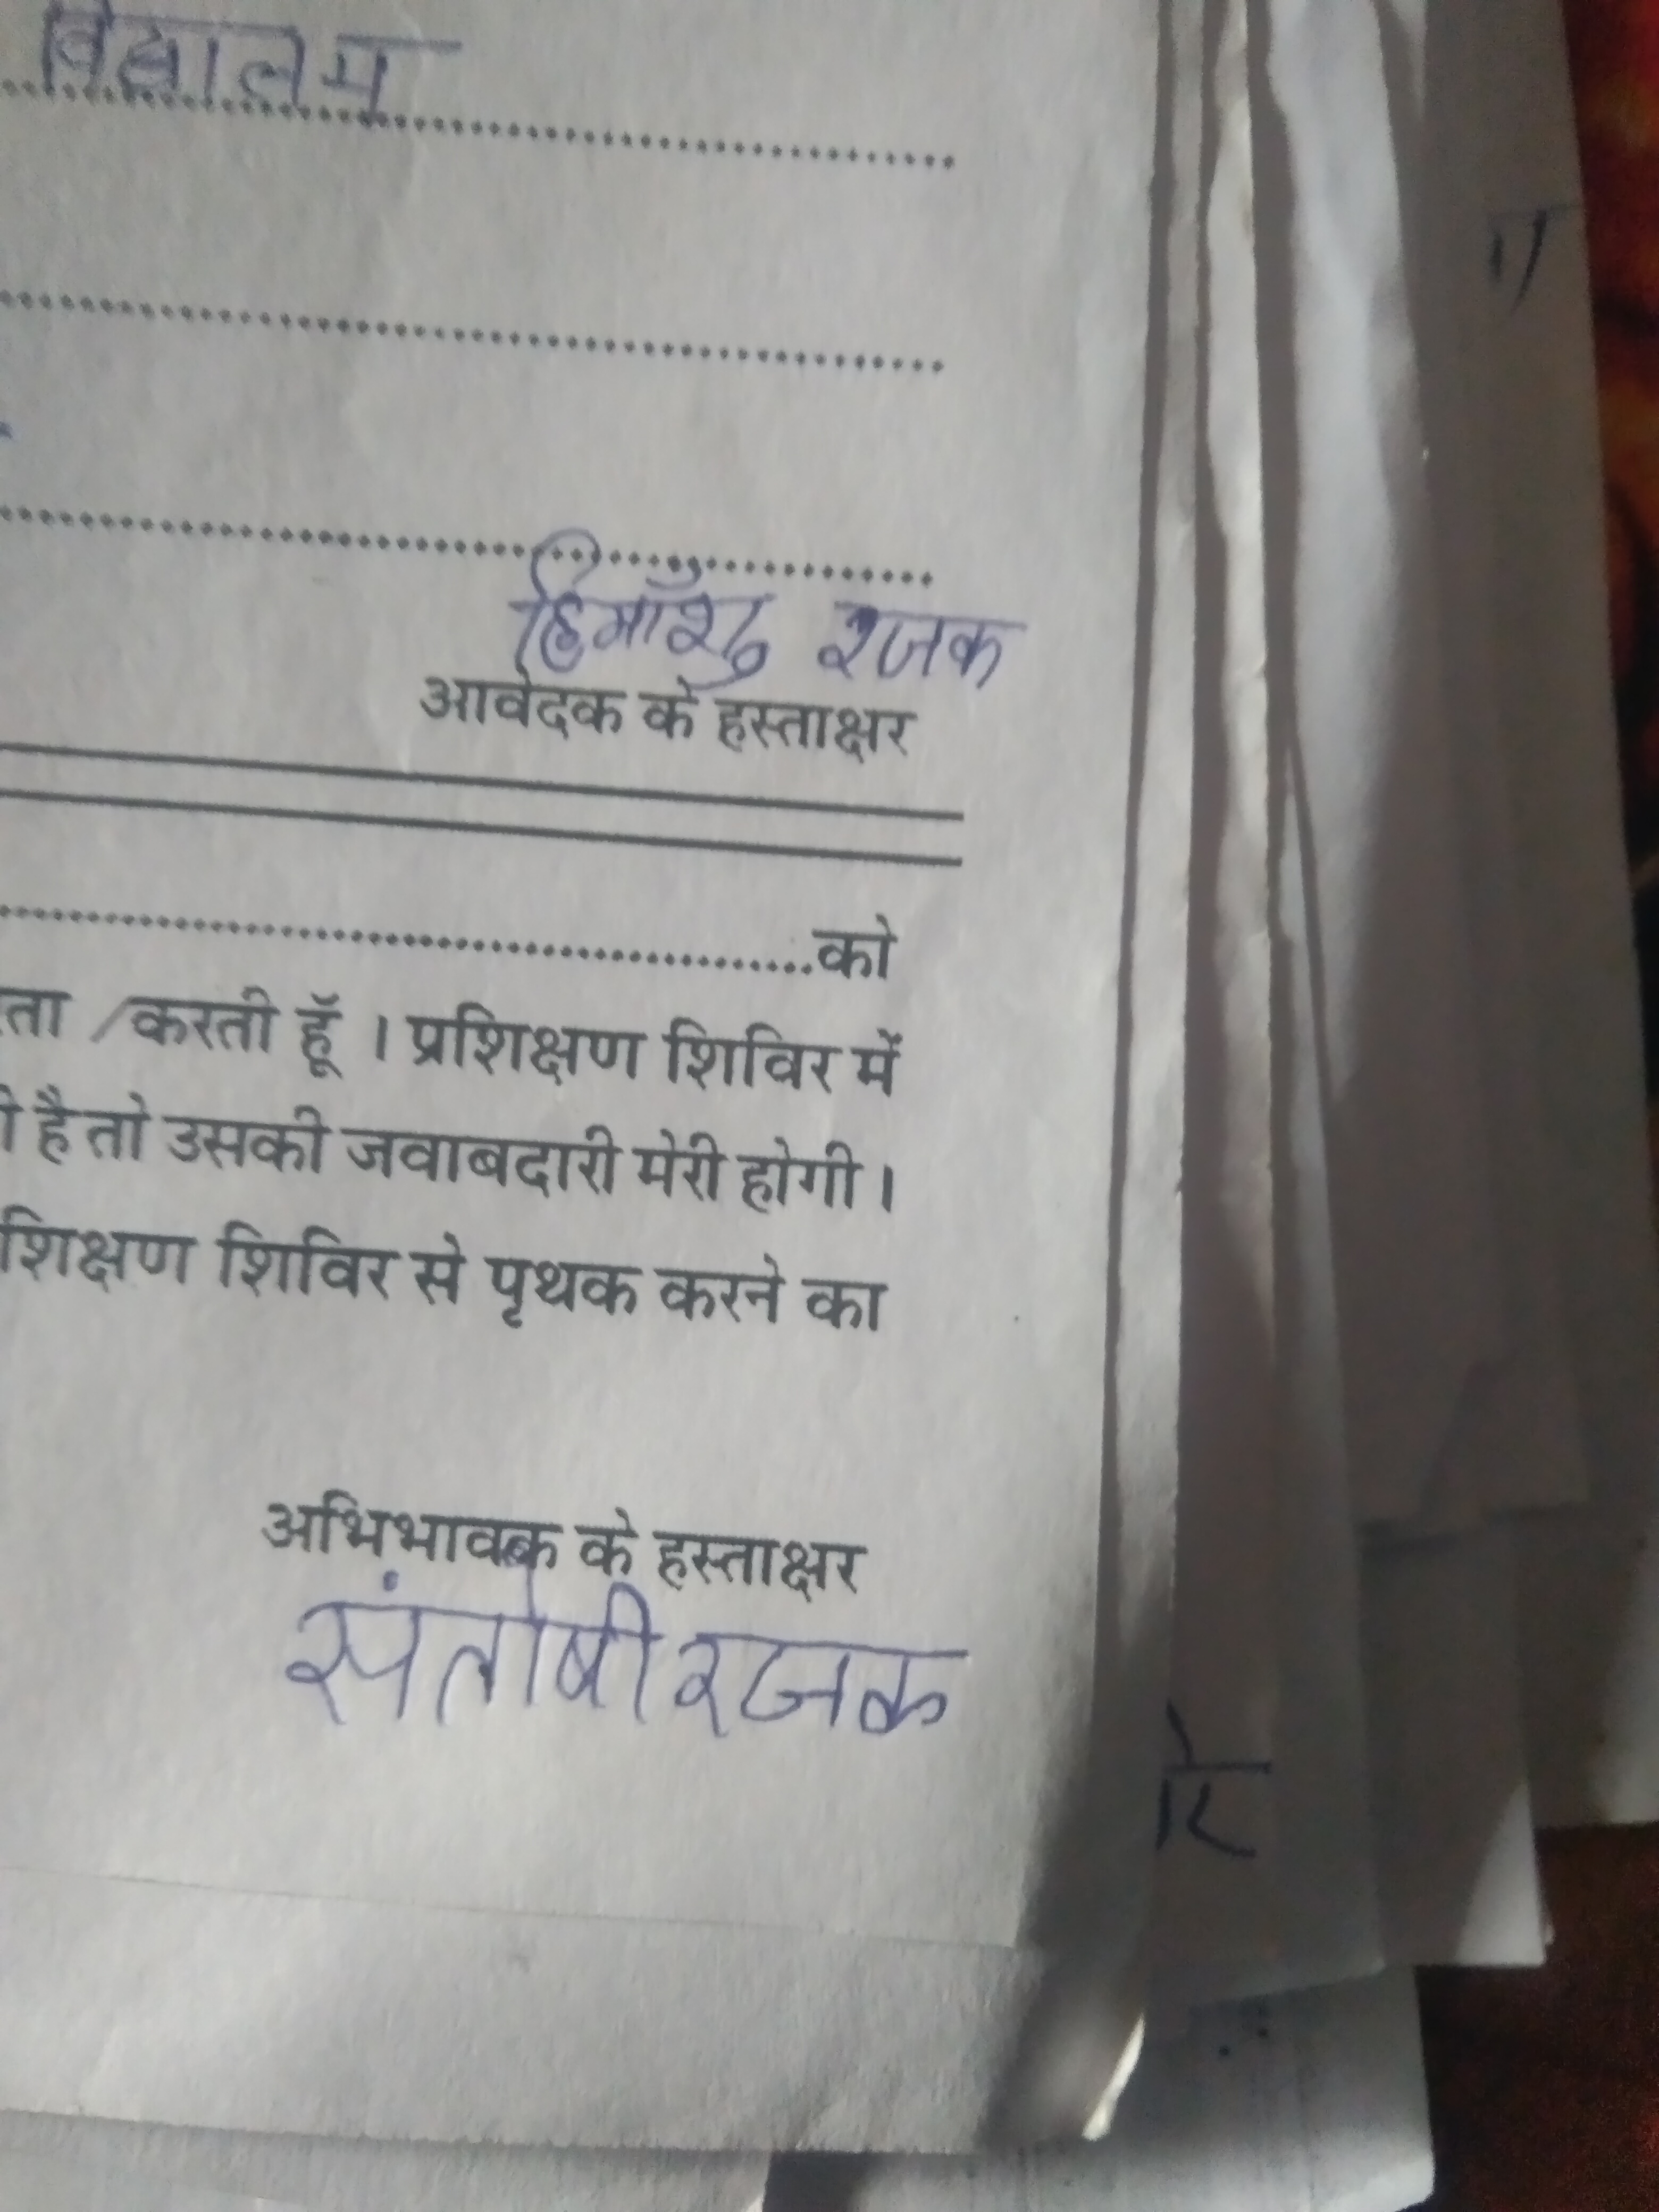 विद्यालय
हिमाँशु रजक
आवेदक के हस्ताक्षर
को
करती हूँ । प्रशिक्षण शिविर में
है तो उसकी जवाबदारी मेरी होगी ।
शिविर से पृथक करने का
अभिभावक के हस्ताक्षर
संतोषी रजक